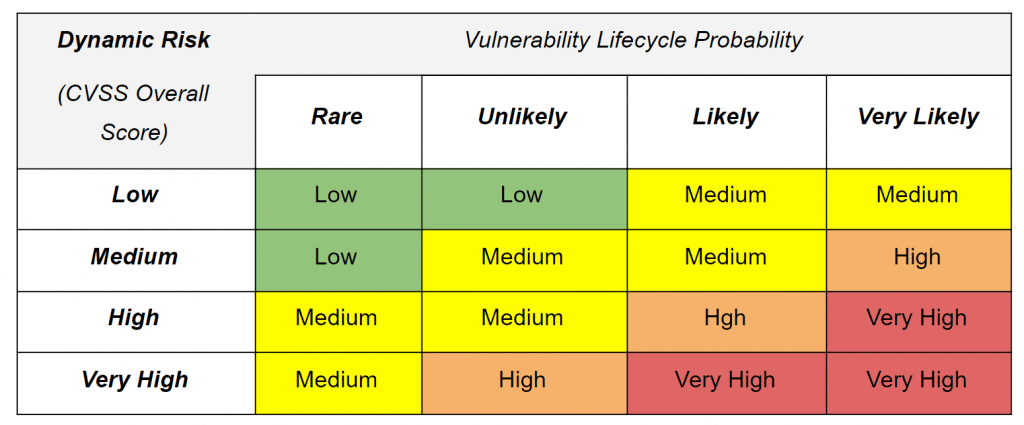 Dynamic Risk
Vulnerability Lifecycle Probability
(CVSS Overall
Score)
Rare
Unlikely
Likely
Very Likely
Low
Low
Low
Medium
Medium
Medium
Low
Medium
Medium
High
High
Medium
Medium
Hgh
Very High
Very High
Medium
High
Very High
Very High